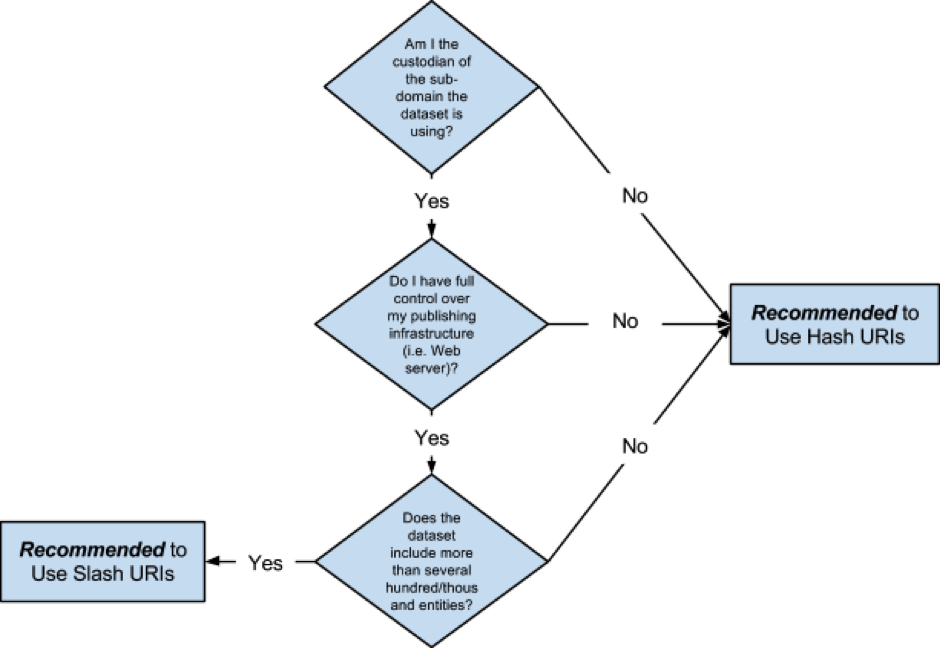 Am I the
custodian of
the sub-
domain the
dataset is
using?
Yes
No
Do I have full
control over
my publishing
infrastructure
(i.e. Web
server)?
No
Recommended to
Use Hash URIs
Yes
No
Does the
dataset
include more
than several
hundred/thous
and entities?
Yes
Recommended to
Use Slash URIs